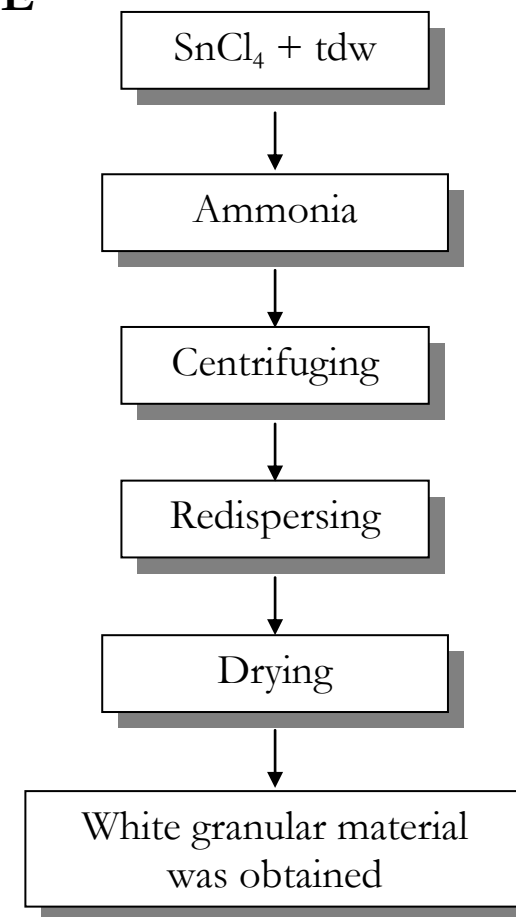 SnCl₄ + tdw
Ammonia
Centrifuging
Redispersing
Drying
White granular material
was obtained